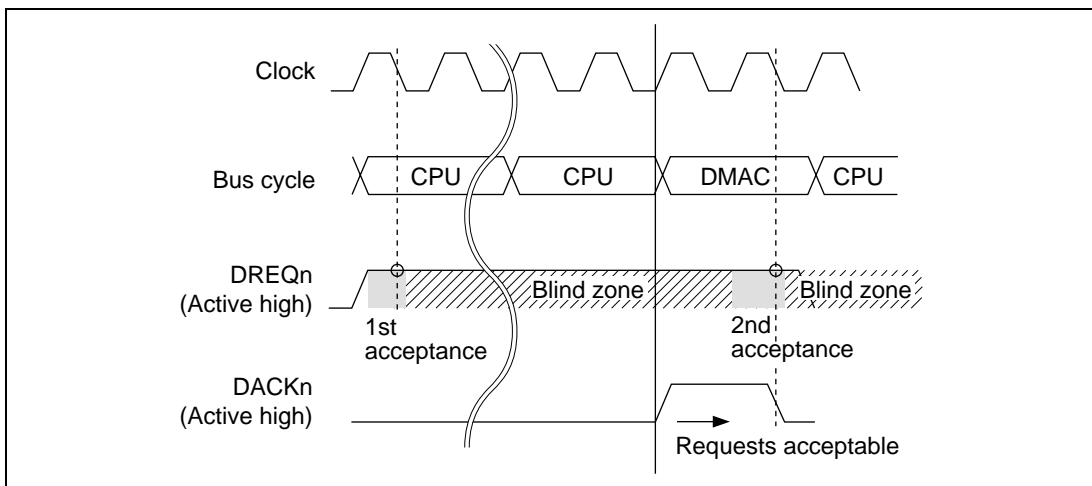 Clock
Bus cycle CPU CPU DMAC CPU
DREQn
(Active high)
Blind zone Blind zone
1st
acceptance
2nd
acceptance
DACKn
(Active high)
Requests acceptable